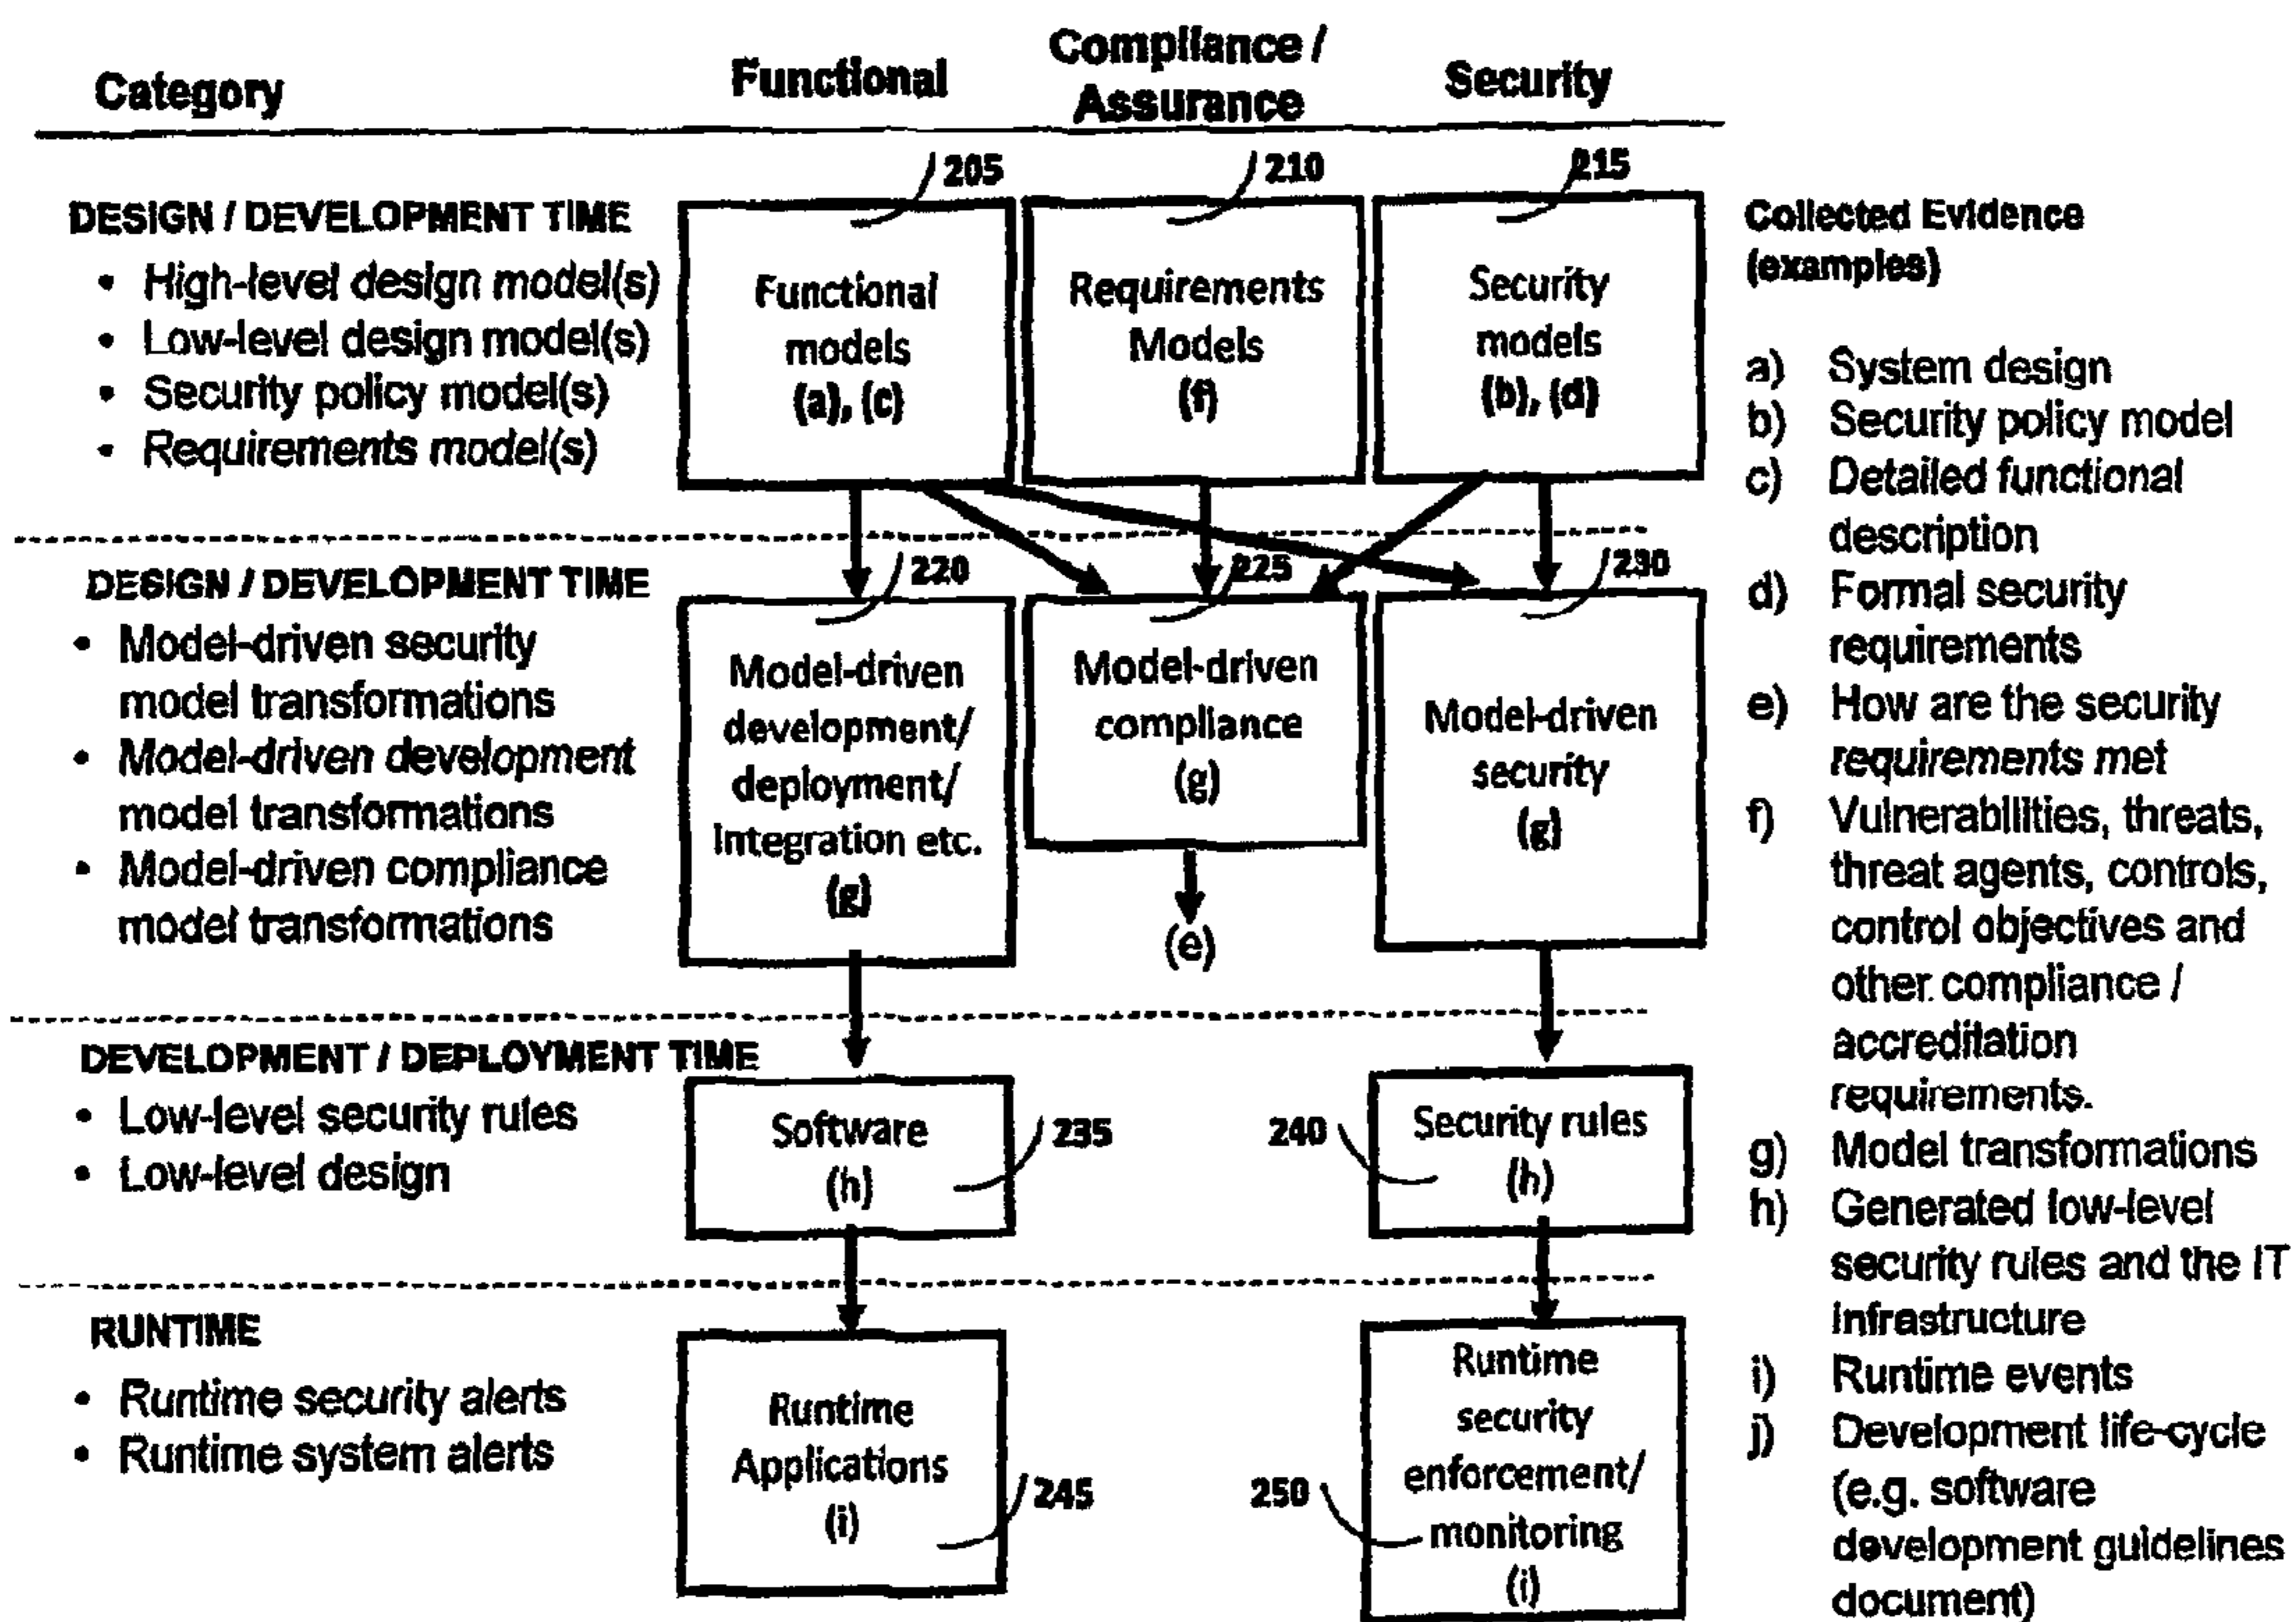 Category
Functional
Compliance /
Assurance
Security
205
210
215
DESIGN / DEVELOPMENT TIME
• High-level design model(s)
• Low-level design model(s)
• Security policy model(s)
• Requirements model(s)
Functional
models
(a), (c)
Requirements
Models
(f)
Security
models
(b), (d)
220
225
230
DESIGN / DEVELOPMENT TIME
• Model-driven security
model transformations
• Model-driven development
model transformations
• Model-driven compliance
model transformations
Model-driven
development/
deployment/
Integration etc.
(g)
Model-driven
compliance
(g)
(e)
Model-driven
security
(g)
DEVELOPMENT / DEPLOYMENT TIME
• Low-level security rules
• Low-level design
Software
(h)
235
240
Security rules
(h)
RUNTIME
• Runtime security alerts
• Runtime system alerts
Runtime
Applications
(i)
245
250
Runtime
security
enforcement/
monitoring
(i)
Collected Evidence
(examples)
a) System design
b) Security policy model
c) Detailed functional
description
d) Formal security
requirements
e) How are the security
requirements met
f) Vulnerabilities, threats,
threat agents, controls,
control objectives and
other compliance /
accreditation
requirements.
g) Model transformations
h) Generated low-level
security rules and the IT
infrastructure
i) Runtime events
j) Development life-cycle
(e.g. software
development guidelines
document)